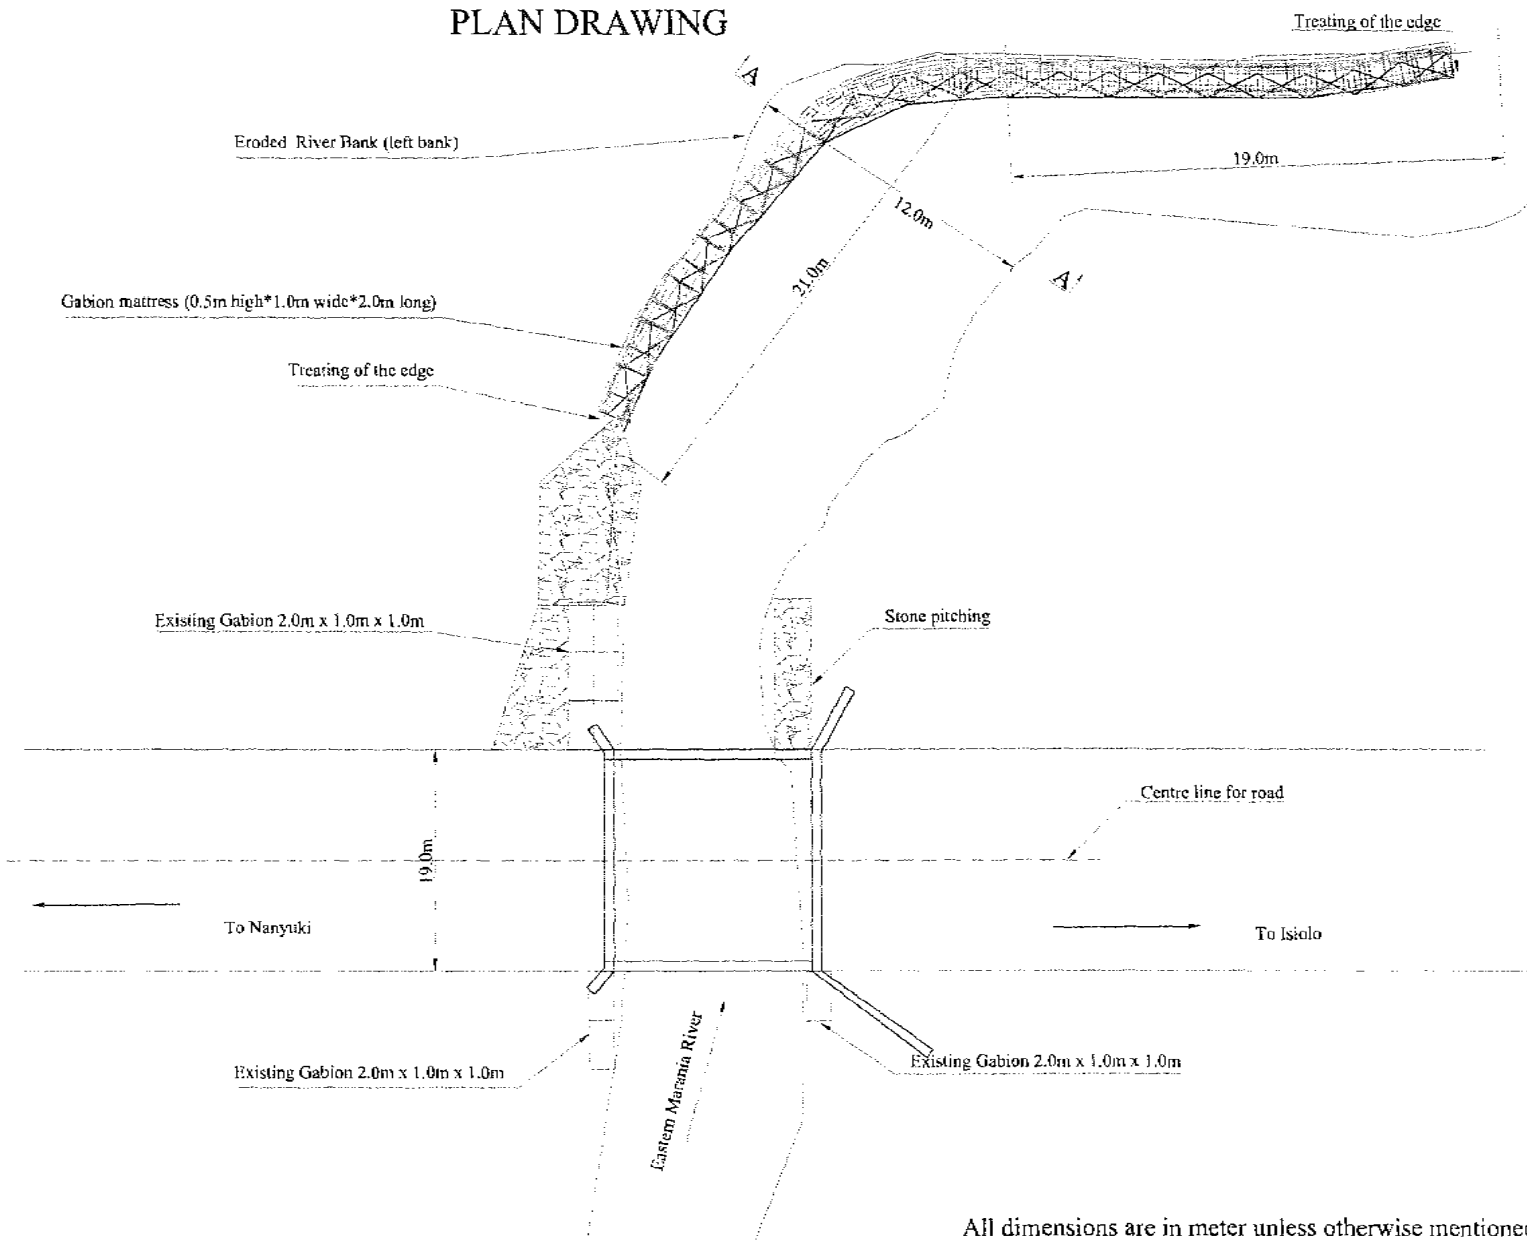 PLAN DRAWING
Treating of the edge
A
Eroded River Bank (left bank)
19.0m
12.0m
A'
21.0m
Gabion mattress (0.5m high*1.0m wide*2.0m long)
Treating of the edge
Existing Gabion 2.0m x 1.0m x 1.0m
Stone pitching
Centre line for road
19.0m
To Nanyuki
To Isiolo
Eastern Marania River
Existing Gabion 2.0m x 1.0m x 1.0m
Existing Gabion 2.0m x 1.0m x 1.0m
All dimensions are in meter unless otherwise mentioned